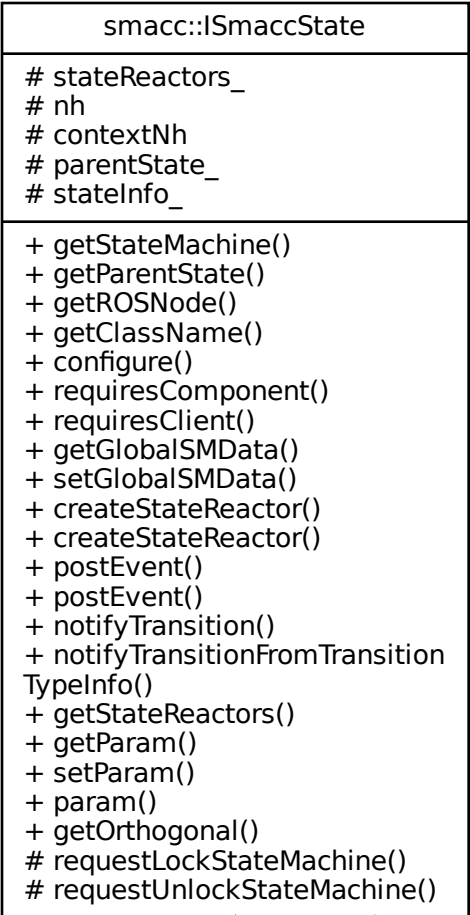 smacc::ISmaccState
# stateReactors_
# nh
# contextNh
# parentState_
# stateInfo_
+ getStateMachine()
+ getParentState()
+ getROSNode()
+ getClassName()
+ configure()
+ requiresComponent()
+ requiresClient()
+ getGlobalSMData()
+ setGlobalSMData()
+ createStateReactor()
+ createStateReactor()
+ postEvent()
+ postEvent()
+ notifyTransition()
+ notifyTransitionFromTransition
TypeInfo()
+ getStateReactors()
+ getParam()
+ setParam()
+ param()
+ getOrthogonal()
# requestLockStateMachine()
# requestUnlockStateMachine()